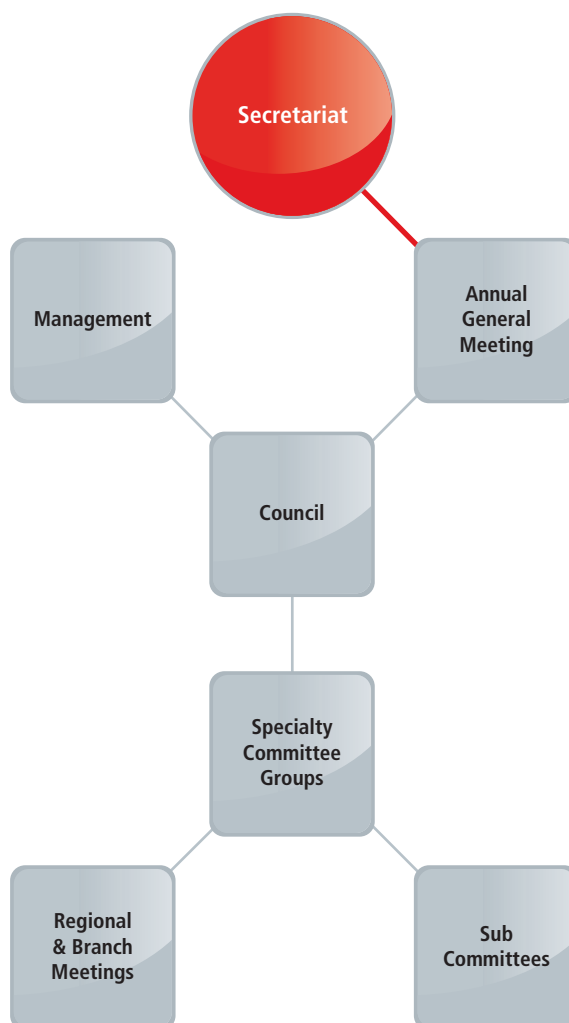 Secretariat
Management
Annual
General
Meeting
Council
Specialty
Committee
Groups
Regional
& Branch
Meetings
Sub
Committees